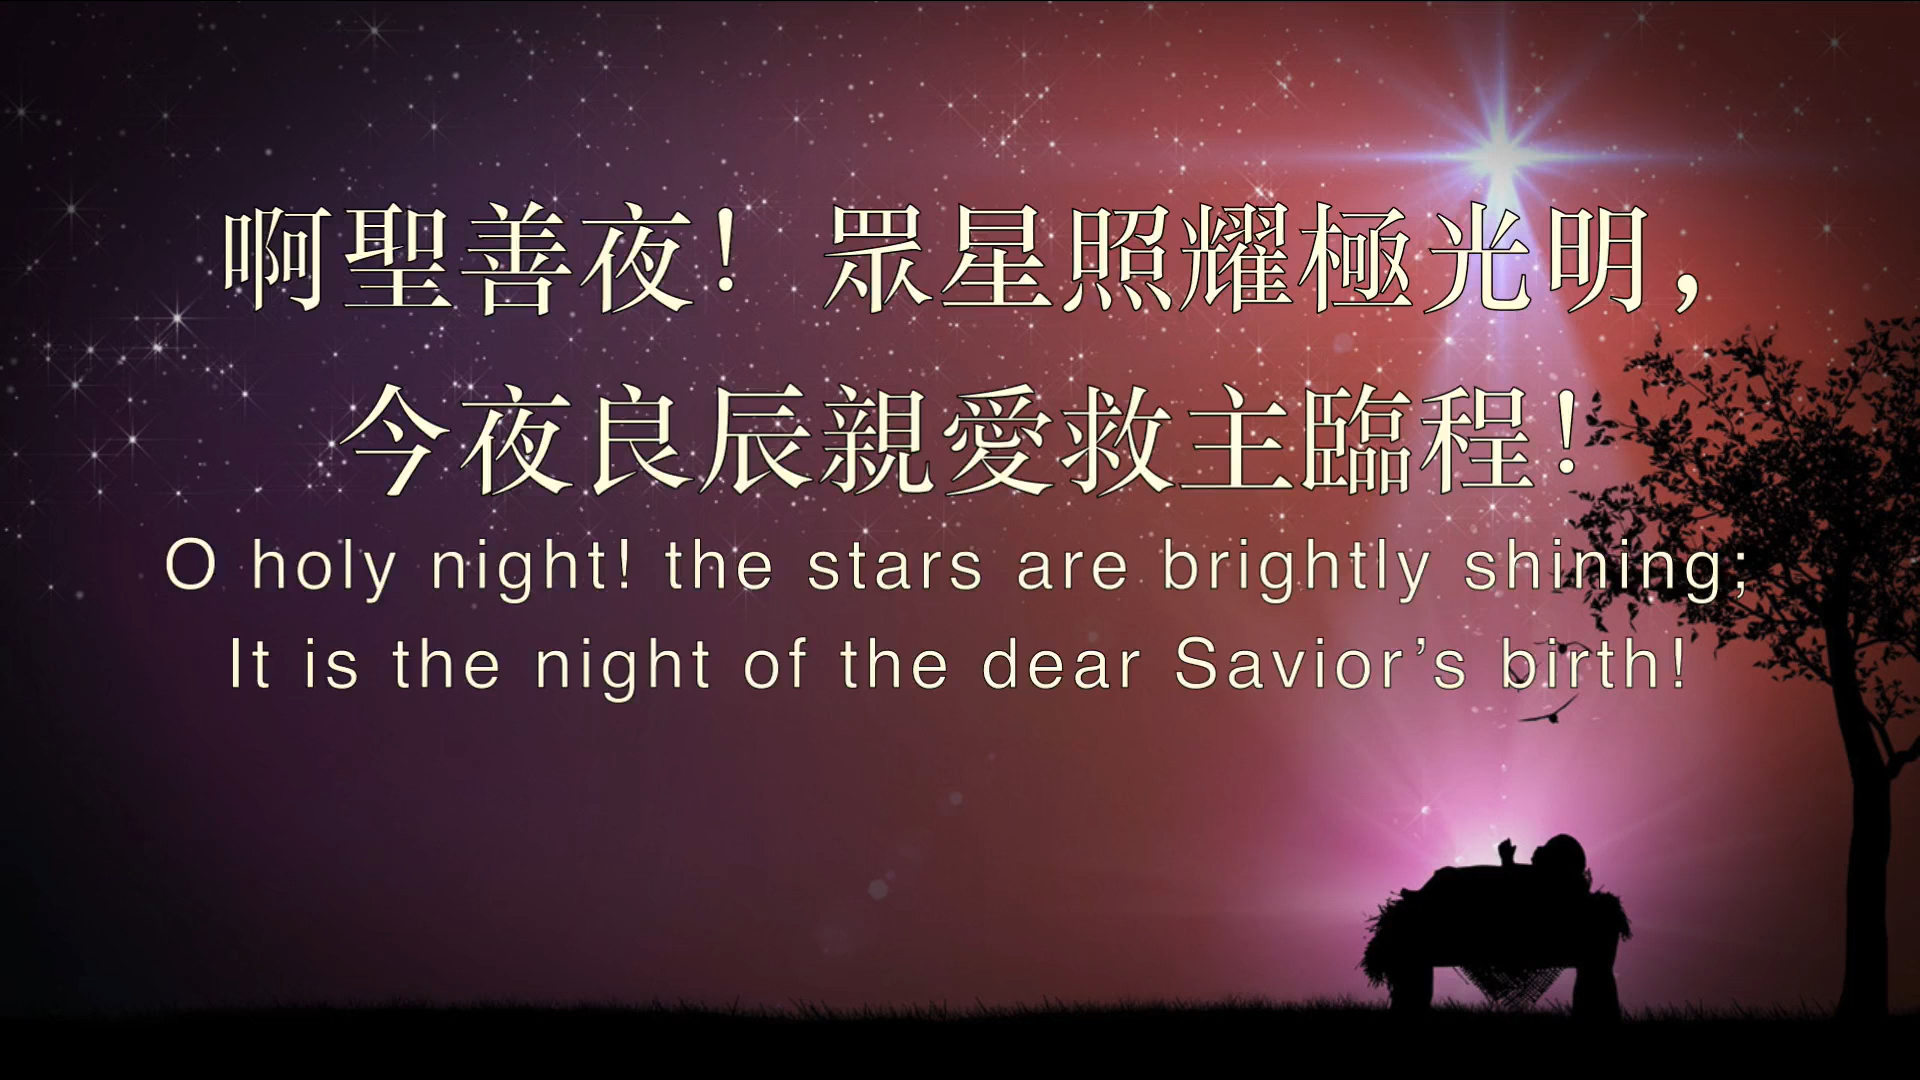 啊聖善夜！眾星照耀極光明，
今夜良辰親愛救主臨程！
O holy night! the stars are brightly shining;
It is the night of the dear Savior’s birth!